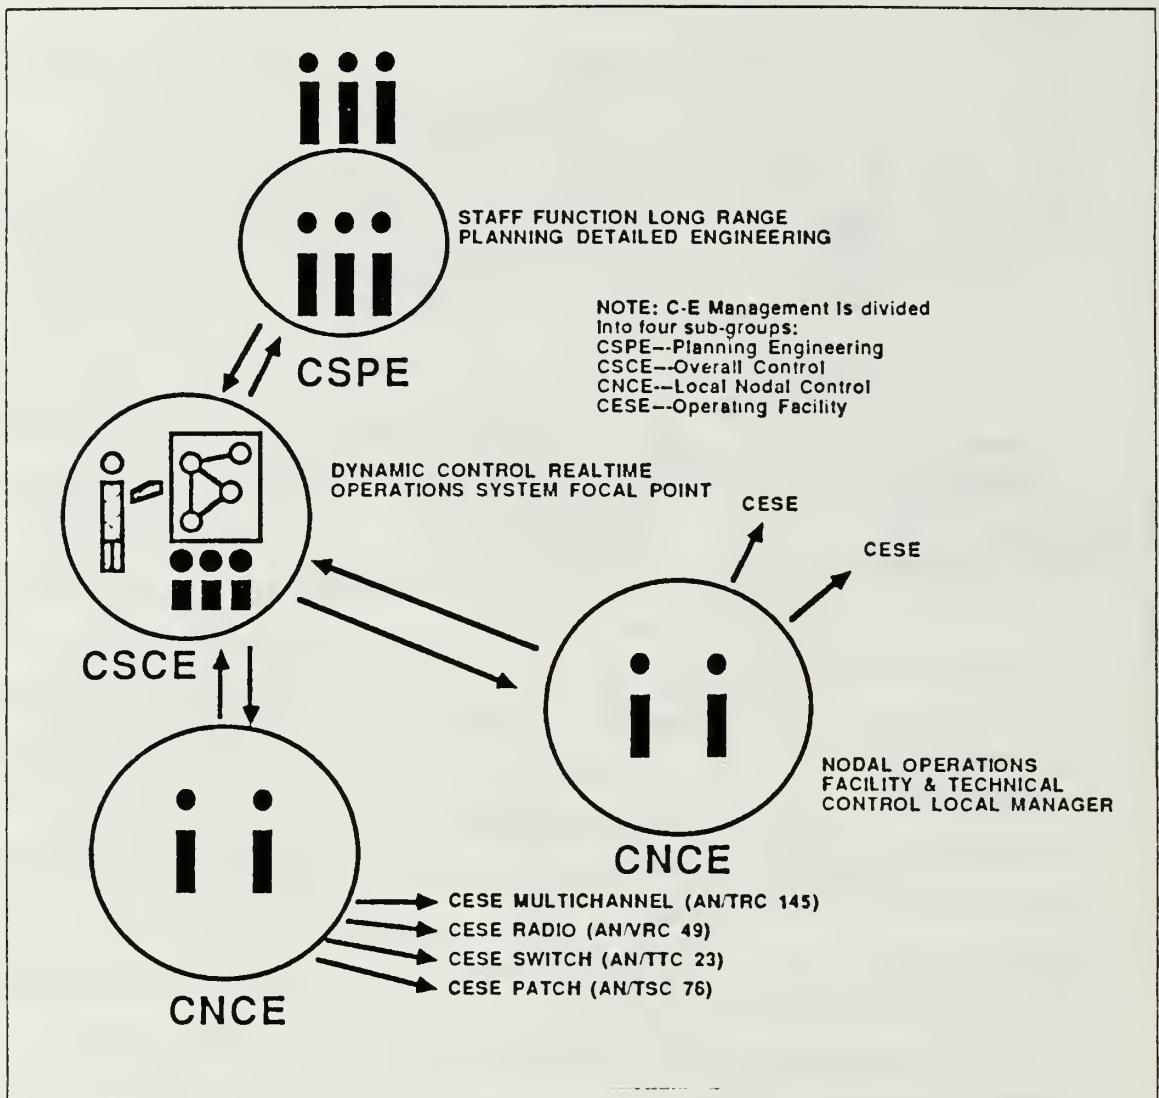 STAFF FUNCTION LONG RANGE
PLANNING DETAILED ENGINEERING
NOTE: C-E Management is divided
into four sub-groups:
CSPE--Planning Engineering
CSCE--Overall Control
CNCE--Local Nodal Control
CESE--Operating Facility
CSPE
DYNAMIC CONTROL REALTIME
OPERATIONS SYSTEM FOCAL POINT
CESE
CESE
CSCE
NODAL OPERATIONS
FACILITY & TECHNICAL
CONTROL LOCAL MANAGER
CNCE
CESE MULTICHANNEL (AN/TRC 145)
CESE RADIO (AN/VRC 49)
CESE SWITCH (AN/TTC 23)
CESE PATCH (AN/TSC 76)
CNCE